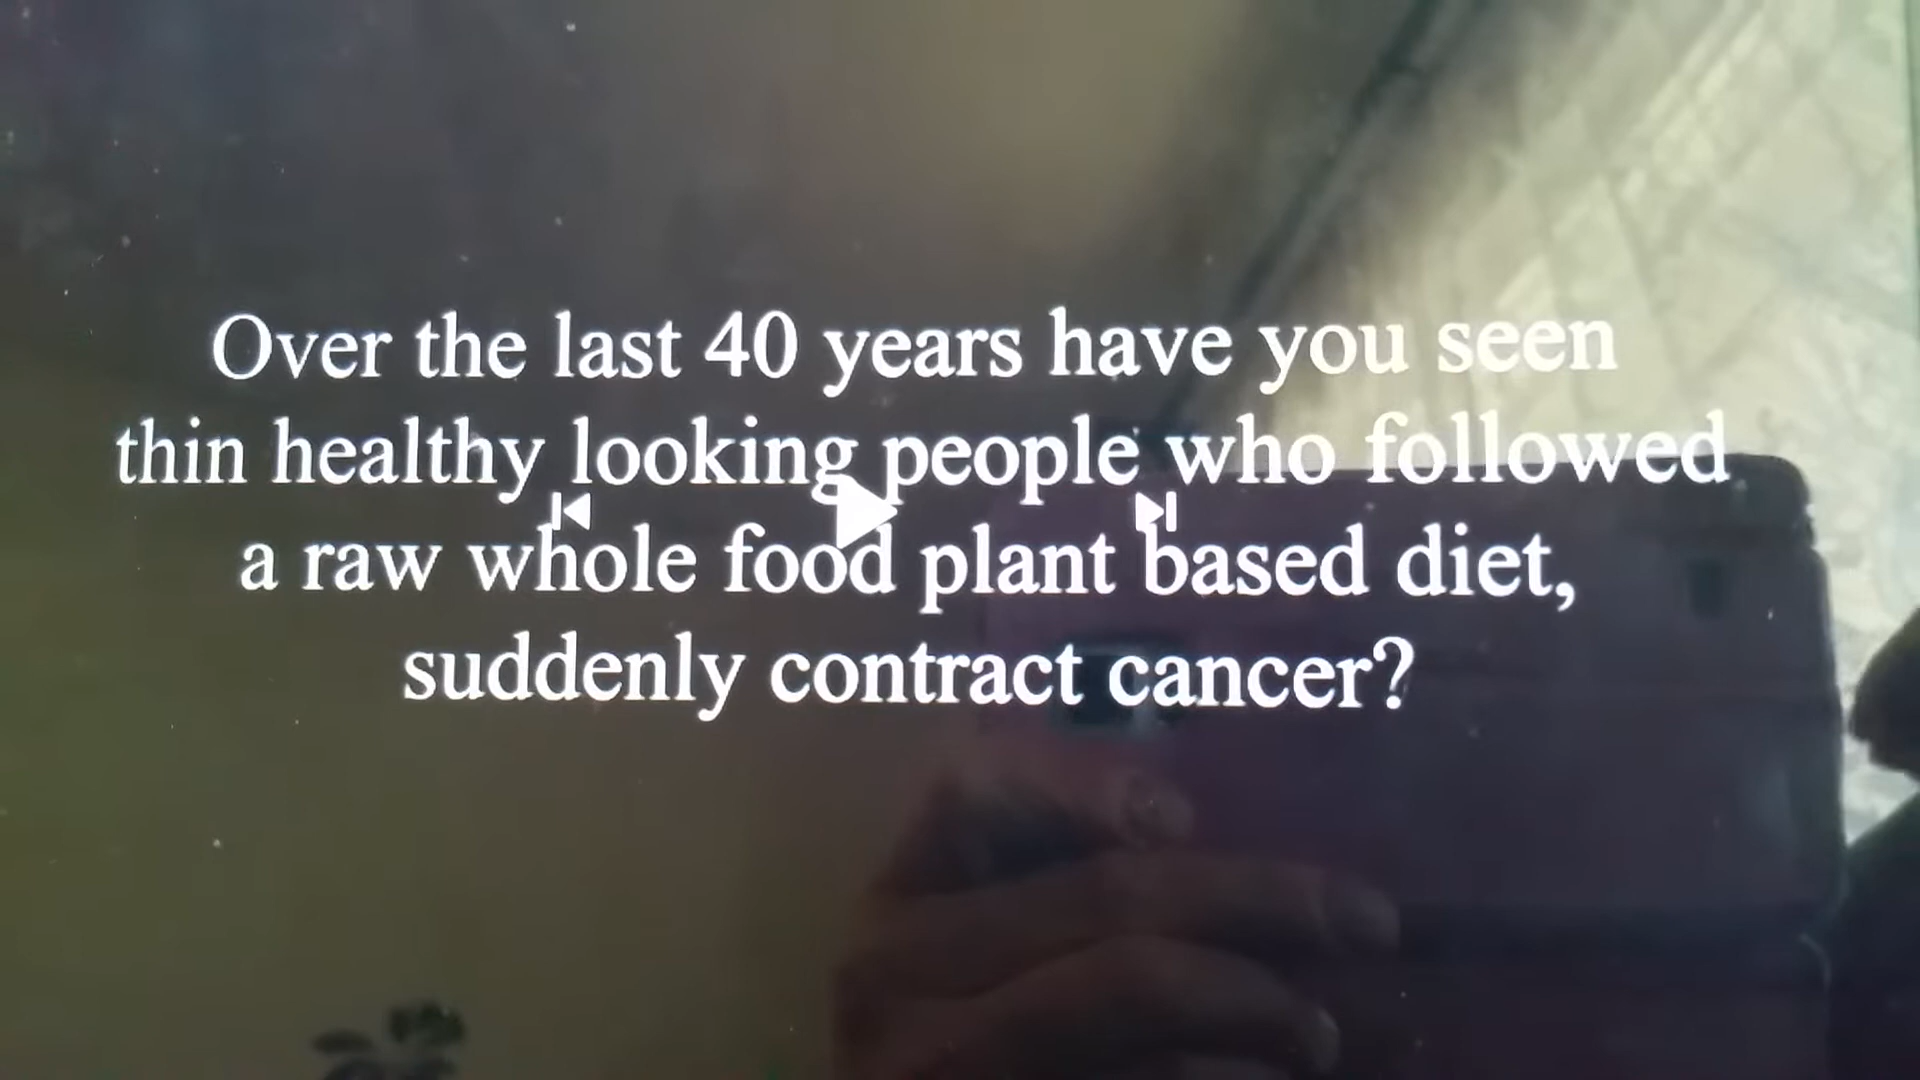 Over the last 40 years have you seen
thin healthy looking people who followed
a raw whole food plant based diet,
suddenly contract cancer?